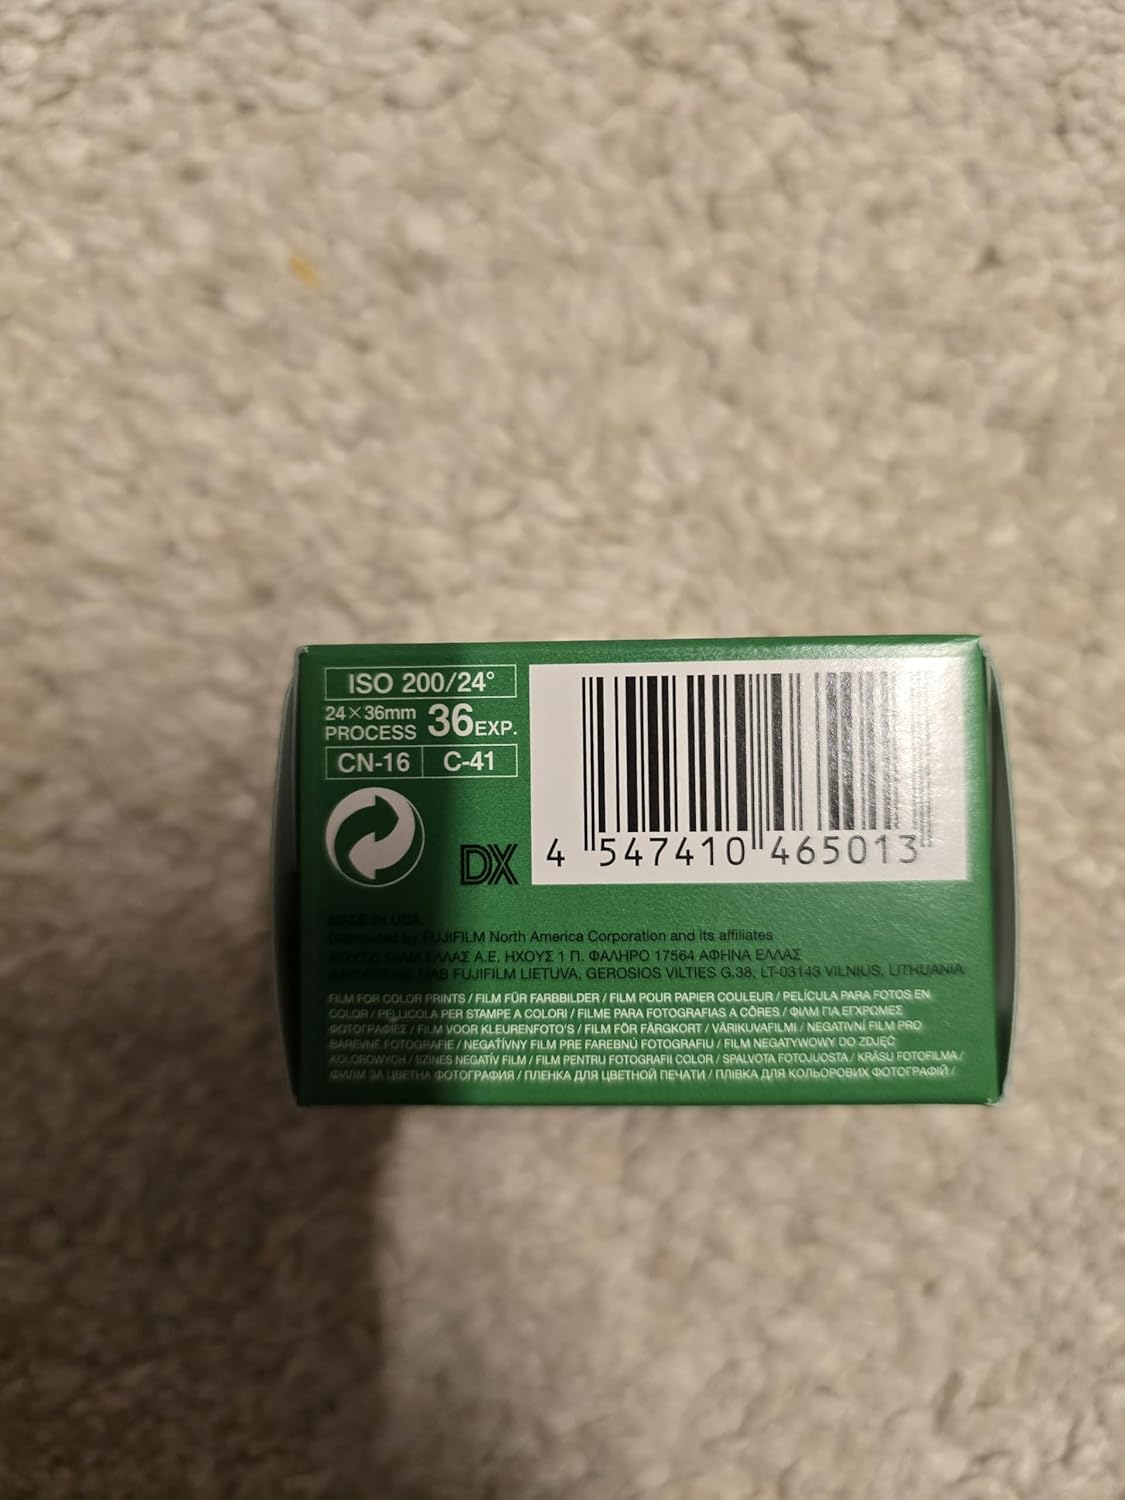 ISO 200/24°
24×36mm 36EXP.
PROCESS
CN-16 C-41
DX
4 547410 465013
MADE IN USA
Distributed by FUJIFILM North America Corporation and its affiliates
ΦΟΥΤΖΙ ΦΙΛΜ ΕΛΛΑΣ Α.Ε. ΗΧΟΥΣ 1 Π. ΦΑΛΗΡΟ 17564 ΑΘΗΝΑ ΕΛΛΑΣ
IMPORTERIS: UAB FUJIFILM LIETUVA, GEROSIOS VILTIES G.38, LT-03143 VILNIUS, LITHUANIA
FILM FOR COLOR PRINTS / FILM FÜR FARBBILDER / FILM POUR PAPIER COULEUR / PELÍCULA PARA FOTOS EN
COLOR / PELLICOLA PER STAMPE A COLORI / FILME PARA FOTOGRAFIAS A CÔRES / ΦΙΛΜ ΓΙΑ ΕΓΧΡΩΜΕΣ
ΦΩΤΟΓΡΑΦΙΕΣ / FILM VOOR KLEURENFOTO'S / FILM FÖR FÄRGKORT / VÄRIKUVAFILMI / NEGATIVNÍ FILM PRO
BAREVNÉ FOTOGRAFIE / NEGATÍVNY FILM PRE FAREBNÚ FOTOGRAFIU / FILM NEGATYWOWY DO ZDJĘĆ
KOLOROWYCH / SZINES NEGATÍV FILM / FILM PENTRU FOTOGRAFII COLOR / SPALVOTA FOTOJUOSTA / KRĀSU FOTOFILMA /
ФИЛМ ЗА ЦВЕТНА ФОТОГРАФИЯ / ПЛЕНКА ДЛЯ ЦВЕТНОЙ ПЕЧАТИ / ПЛІВКА ДЛЯ КОЛЬОРОВИХ ФОТОГРАФІЙ /